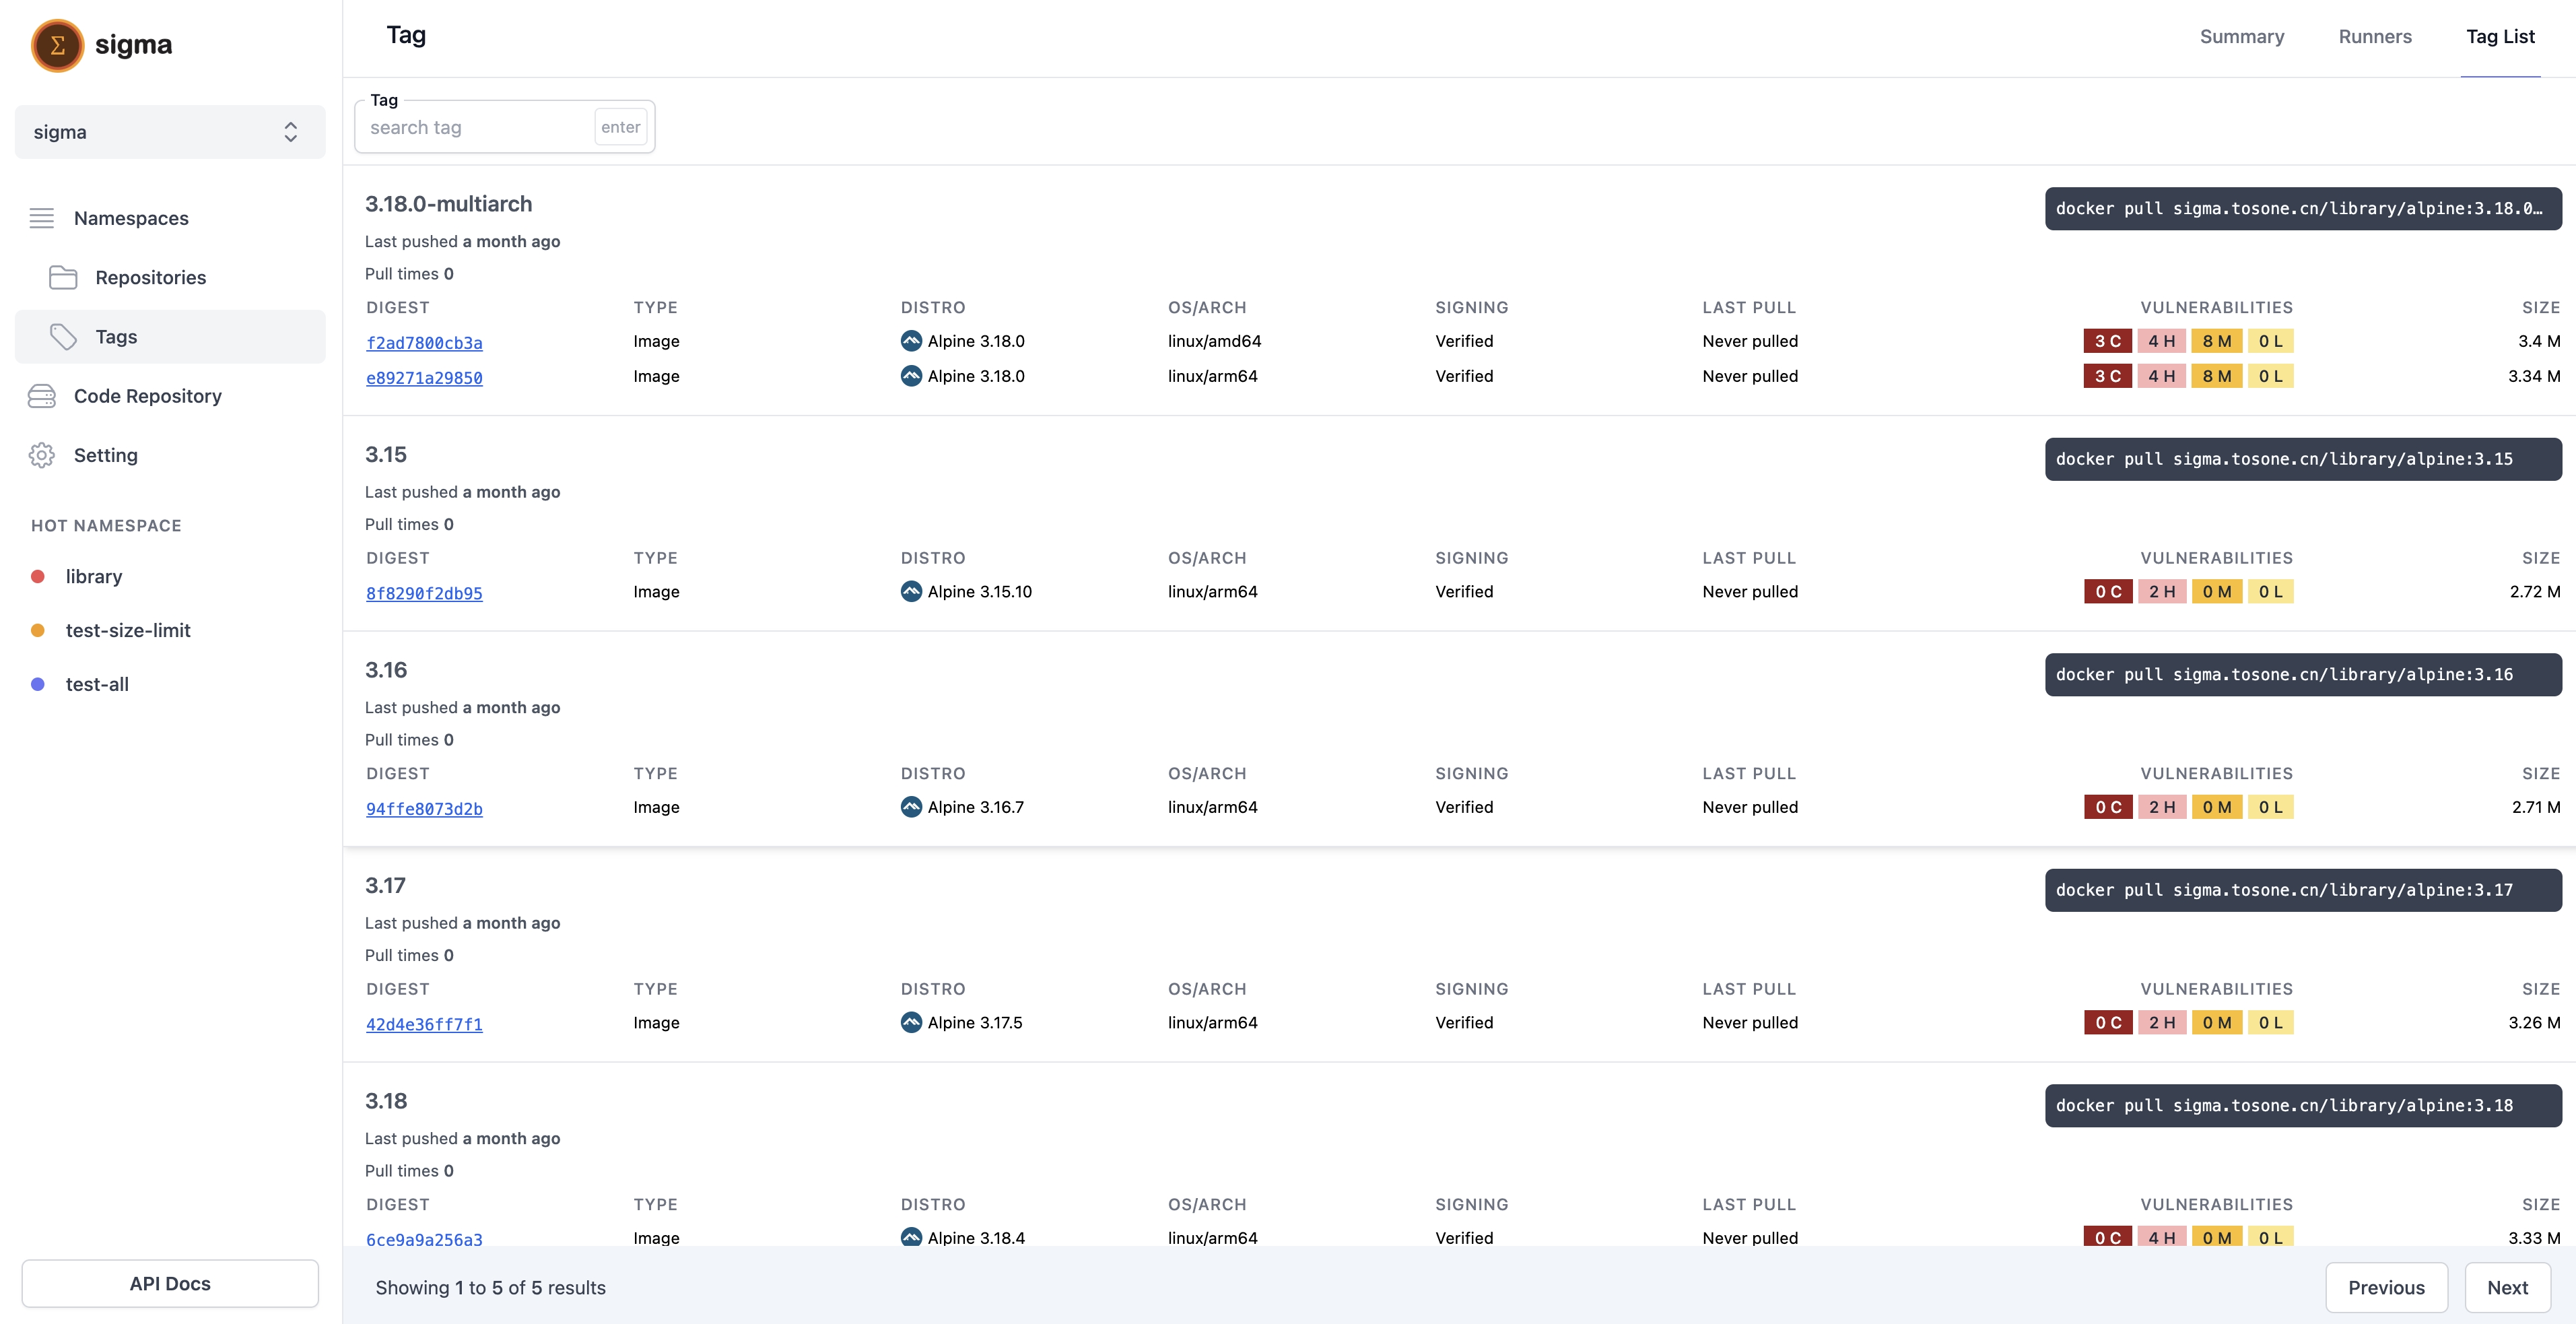 Σ sigma
sigma
Namespaces
Repositories
Tags
Code Repository
Setting
HOT NAMESPACE
library
test-size-limit
test-all
API Docs
Tag
Summary Runners Tag List
Tag
search tag enter
3.18.0-multiarch
docker pull sigma.tosone.cn/library/alpine:3.18.0…
Last pushed a month ago
Pull times 0
DIGEST TYPE DISTRO OS/ARCH SIGNING LAST PULL VULNERABILITIES SIZE
f2ad7800cb3a Image Alpine 3.18.0 linux/amd64 Verified Never pulled 3 C 4 H 8 M 0 L 3.4 M
e89271a29850 Image Alpine 3.18.0 linux/arm64 Verified Never pulled 3 C 4 H 8 M 0 L 3.34 M
3.15
docker pull sigma.tosone.cn/library/alpine:3.15
Last pushed a month ago
Pull times 0
DIGEST TYPE DISTRO OS/ARCH SIGNING LAST PULL VULNERABILITIES SIZE
8f8290f2db95 Image Alpine 3.15.10 linux/arm64 Verified Never pulled 0 C 2 H 0 M 0 L 2.72 M
3.16
docker pull sigma.tosone.cn/library/alpine:3.16
Last pushed a month ago
Pull times 0
DIGEST TYPE DISTRO OS/ARCH SIGNING LAST PULL VULNERABILITIES SIZE
94ffe8073d2b Image Alpine 3.16.7 linux/arm64 Verified Never pulled 0 C 2 H 0 M 0 L 2.71 M
3.17
docker pull sigma.tosone.cn/library/alpine:3.17
Last pushed a month ago
Pull times 0
DIGEST TYPE DISTRO OS/ARCH SIGNING LAST PULL VULNERABILITIES SIZE
42d4e36ff7f1 Image Alpine 3.17.5 linux/arm64 Verified Never pulled 0 C 2 H 0 M 0 L 3.26 M
3.18
docker pull sigma.tosone.cn/library/alpine:3.18
Last pushed a month ago
Pull times 0
DIGEST TYPE DISTRO OS/ARCH SIGNING LAST PULL VULNERABILITIES SIZE
6ce9a9a256a3 Image Alpine 3.18.4 linux/arm64 Verified Never pulled 0 C 4 H 0 M 0 L 3.33 M
Showing 1 to 5 of 5 results
Previous Next